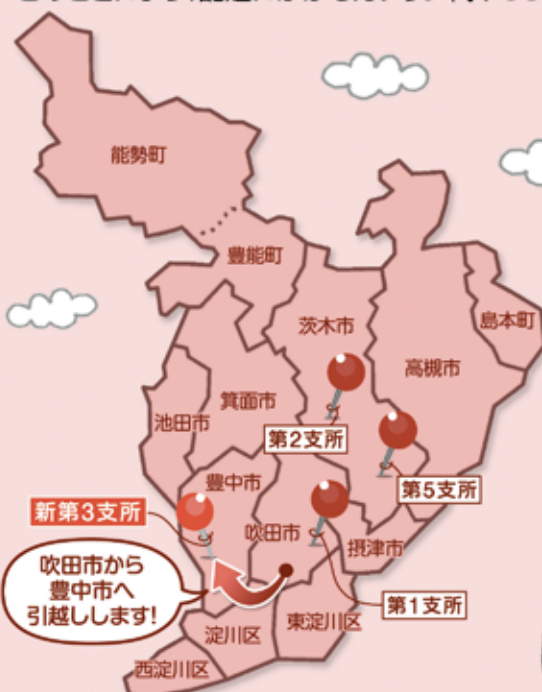 能勢町
豊能町
茨木市
島本町
高槻市
箕面市
池田市
第2支所
豊中市
第5支所
新第3支所
吹田市
摂津市
吹田市から
豊中市へ
引越しします!
第1支所
淀川区
東淀川区
西淀川区